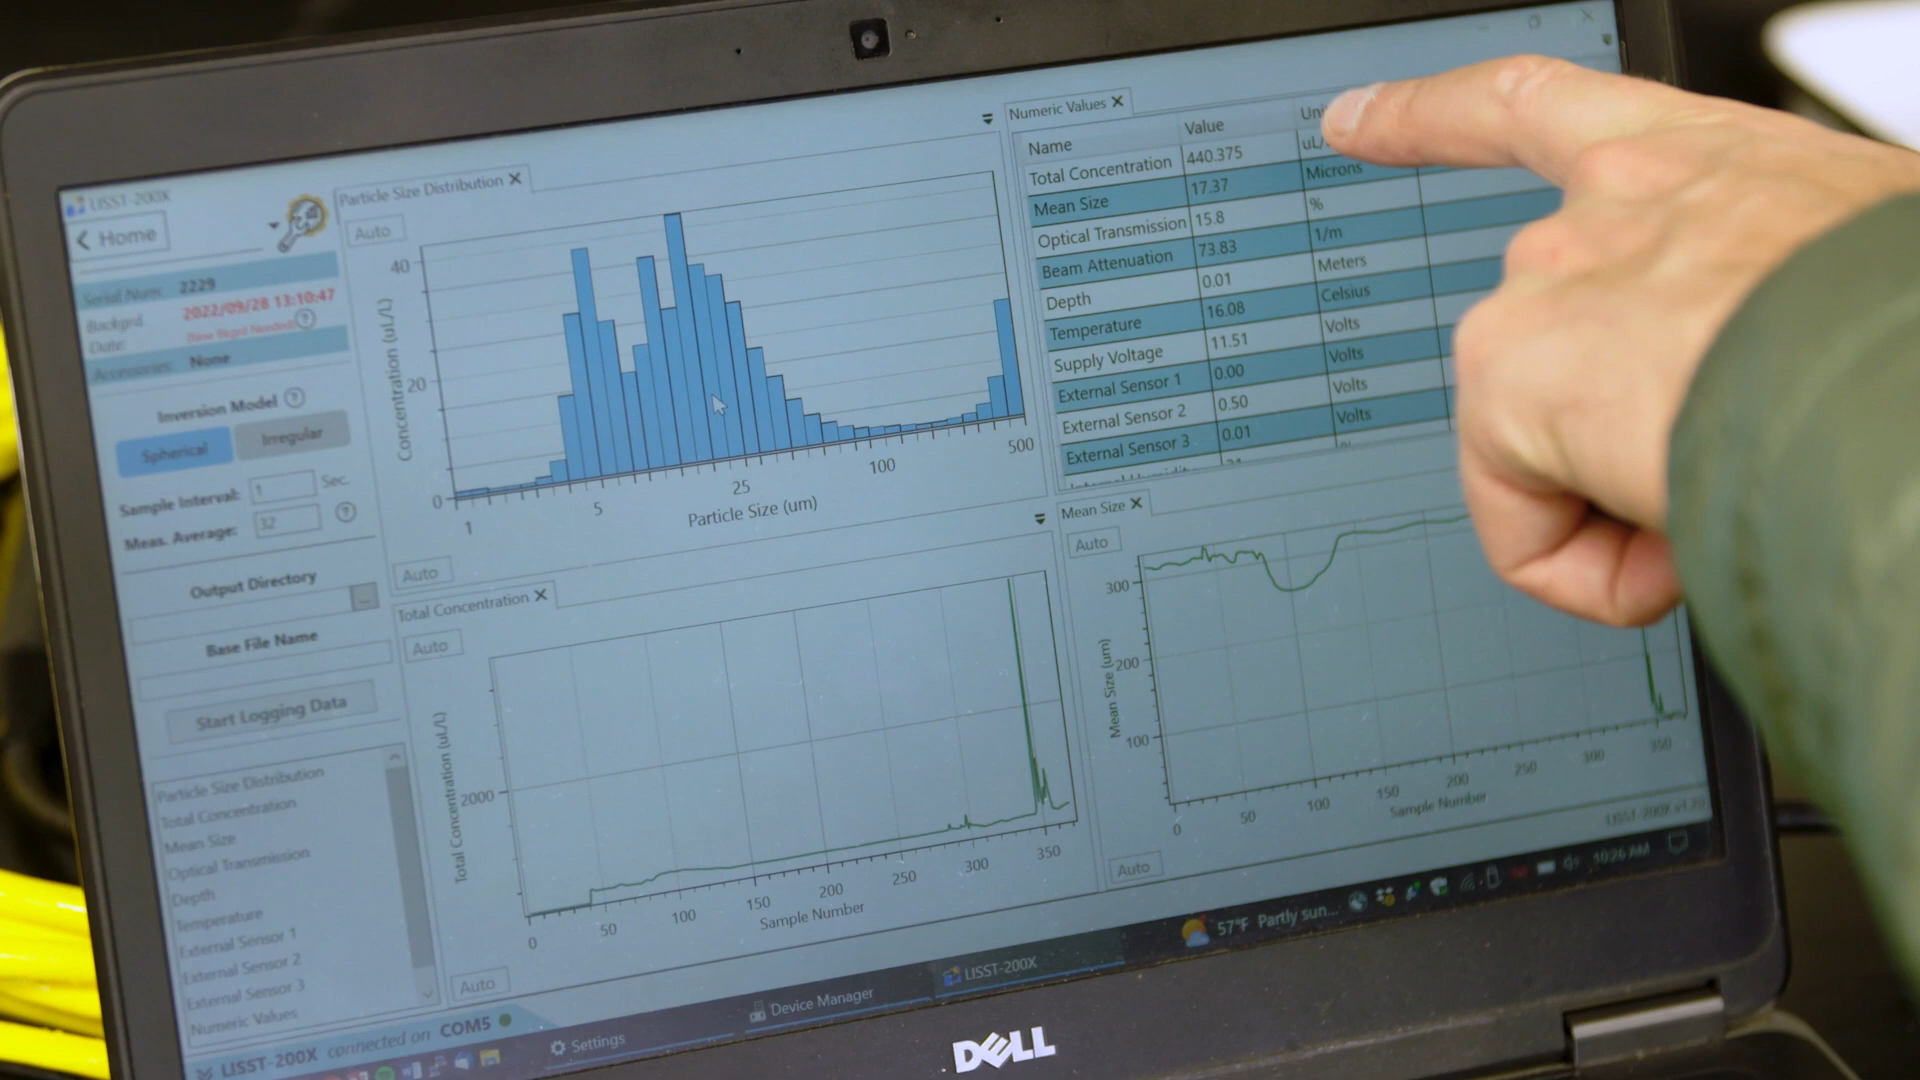 LISST-200X
Home
Serial Num: 2229
Backgrd. Date: 2022/09/28 13:10:47
(New Bkgrd Needed)
Accessories: None
Inversion Model
Spherical Irregular
Sample Interval: 1 Sec.
Meas. Average: 32
Output Directory
...
Base File Name
Start Logging Data
Particle Size Distribution
Total Concentration
Mean Size
Optical Transmission
Depth
Temperature
External Sensor 1
External Sensor 2
External Sensor 3
Numeric Values
LISST-200X connected on COM5
Particle Size Distribution
Auto
40
20
0
Concentration (uL/L)
1 5 25 100 500
Particle Size (um)
Auto
Numeric Values
Name Value
Total Concentration 440.375
Mean Size 17.37 Microns
Optical Transmission 15.8 %
Beam Attenuation 73.83 1/m
Depth 0.01 Meters
Temperature 16.08 Celsius
Supply Voltage 11.51 Volts
External Sensor 1 0.00 Volts
External Sensor 2 0.50 Volts
External Sensor 3 0.01 Volts
Total Concentration
Auto
Total Concentration (uL/L)
2000
0 50 100 150 200 250 300 350
Sample Number
Auto
Mean Size
Auto
Mean Size (um)
300
200
100
0 50 100 150 200 250 300 350
Sample Number
Auto
Settings
Device Manager
LISST-200X
57°F Partly sun...
10:26 AM
DELL